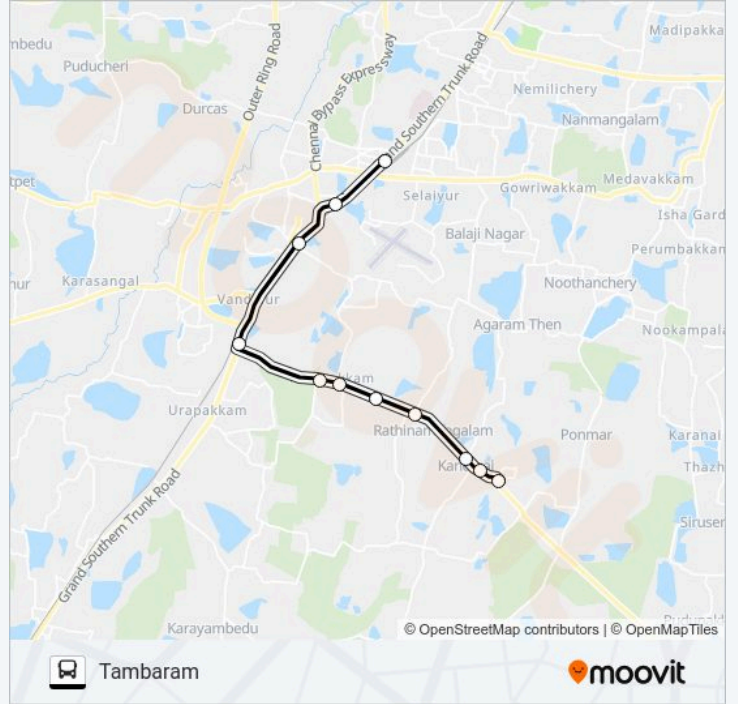 Madipakka
mbedu
Puducheri
Outer Ring Road
Chennai Bypass Expressway
Grand Southern Trunk Road
Nemilichery
Durcas
Nanmangalam
Medavakkam
tpet
Selaiyur
Gowriwakkam
Isha Gard
Balaji Nagar
Perumbakkan
Karasangal
Noothanchery
nur
Agaram Then
Nookampala
Urapakkam
Ponmar
Karanai
Thazh
Siruser
Grand Southern Trunk Road
Karayambedu
© OpenStreetMap contributors | © OpenMapTiles
Tambaram
moovit